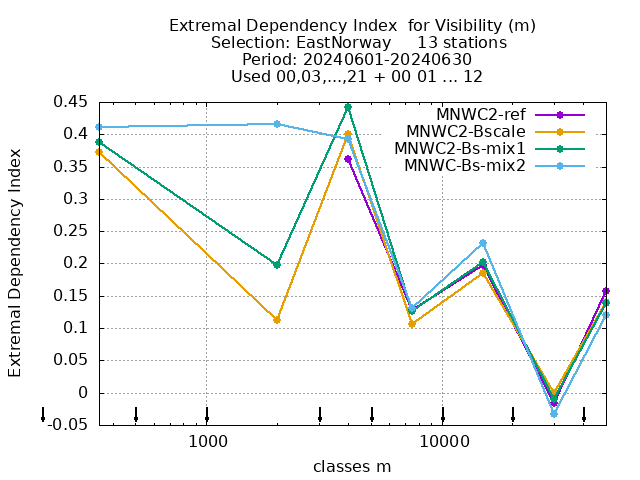 Extremal Dependency Index  for Visibility (m)
Selection: EastNorway     13 stations
Period: 20240601-20240630
Used 00,03,...,21 + 00 01 ... 12
MNWC2-ref
MNWC2-Bscale
MNWC2-Bs-mix1
MNWC-Bs-mix2
Extremal Dependency Index
0.45
0.4
0.35
0.3
0.25
0.2
0.15
0.1
0.05
0
-0.05
1000
10000
classes m